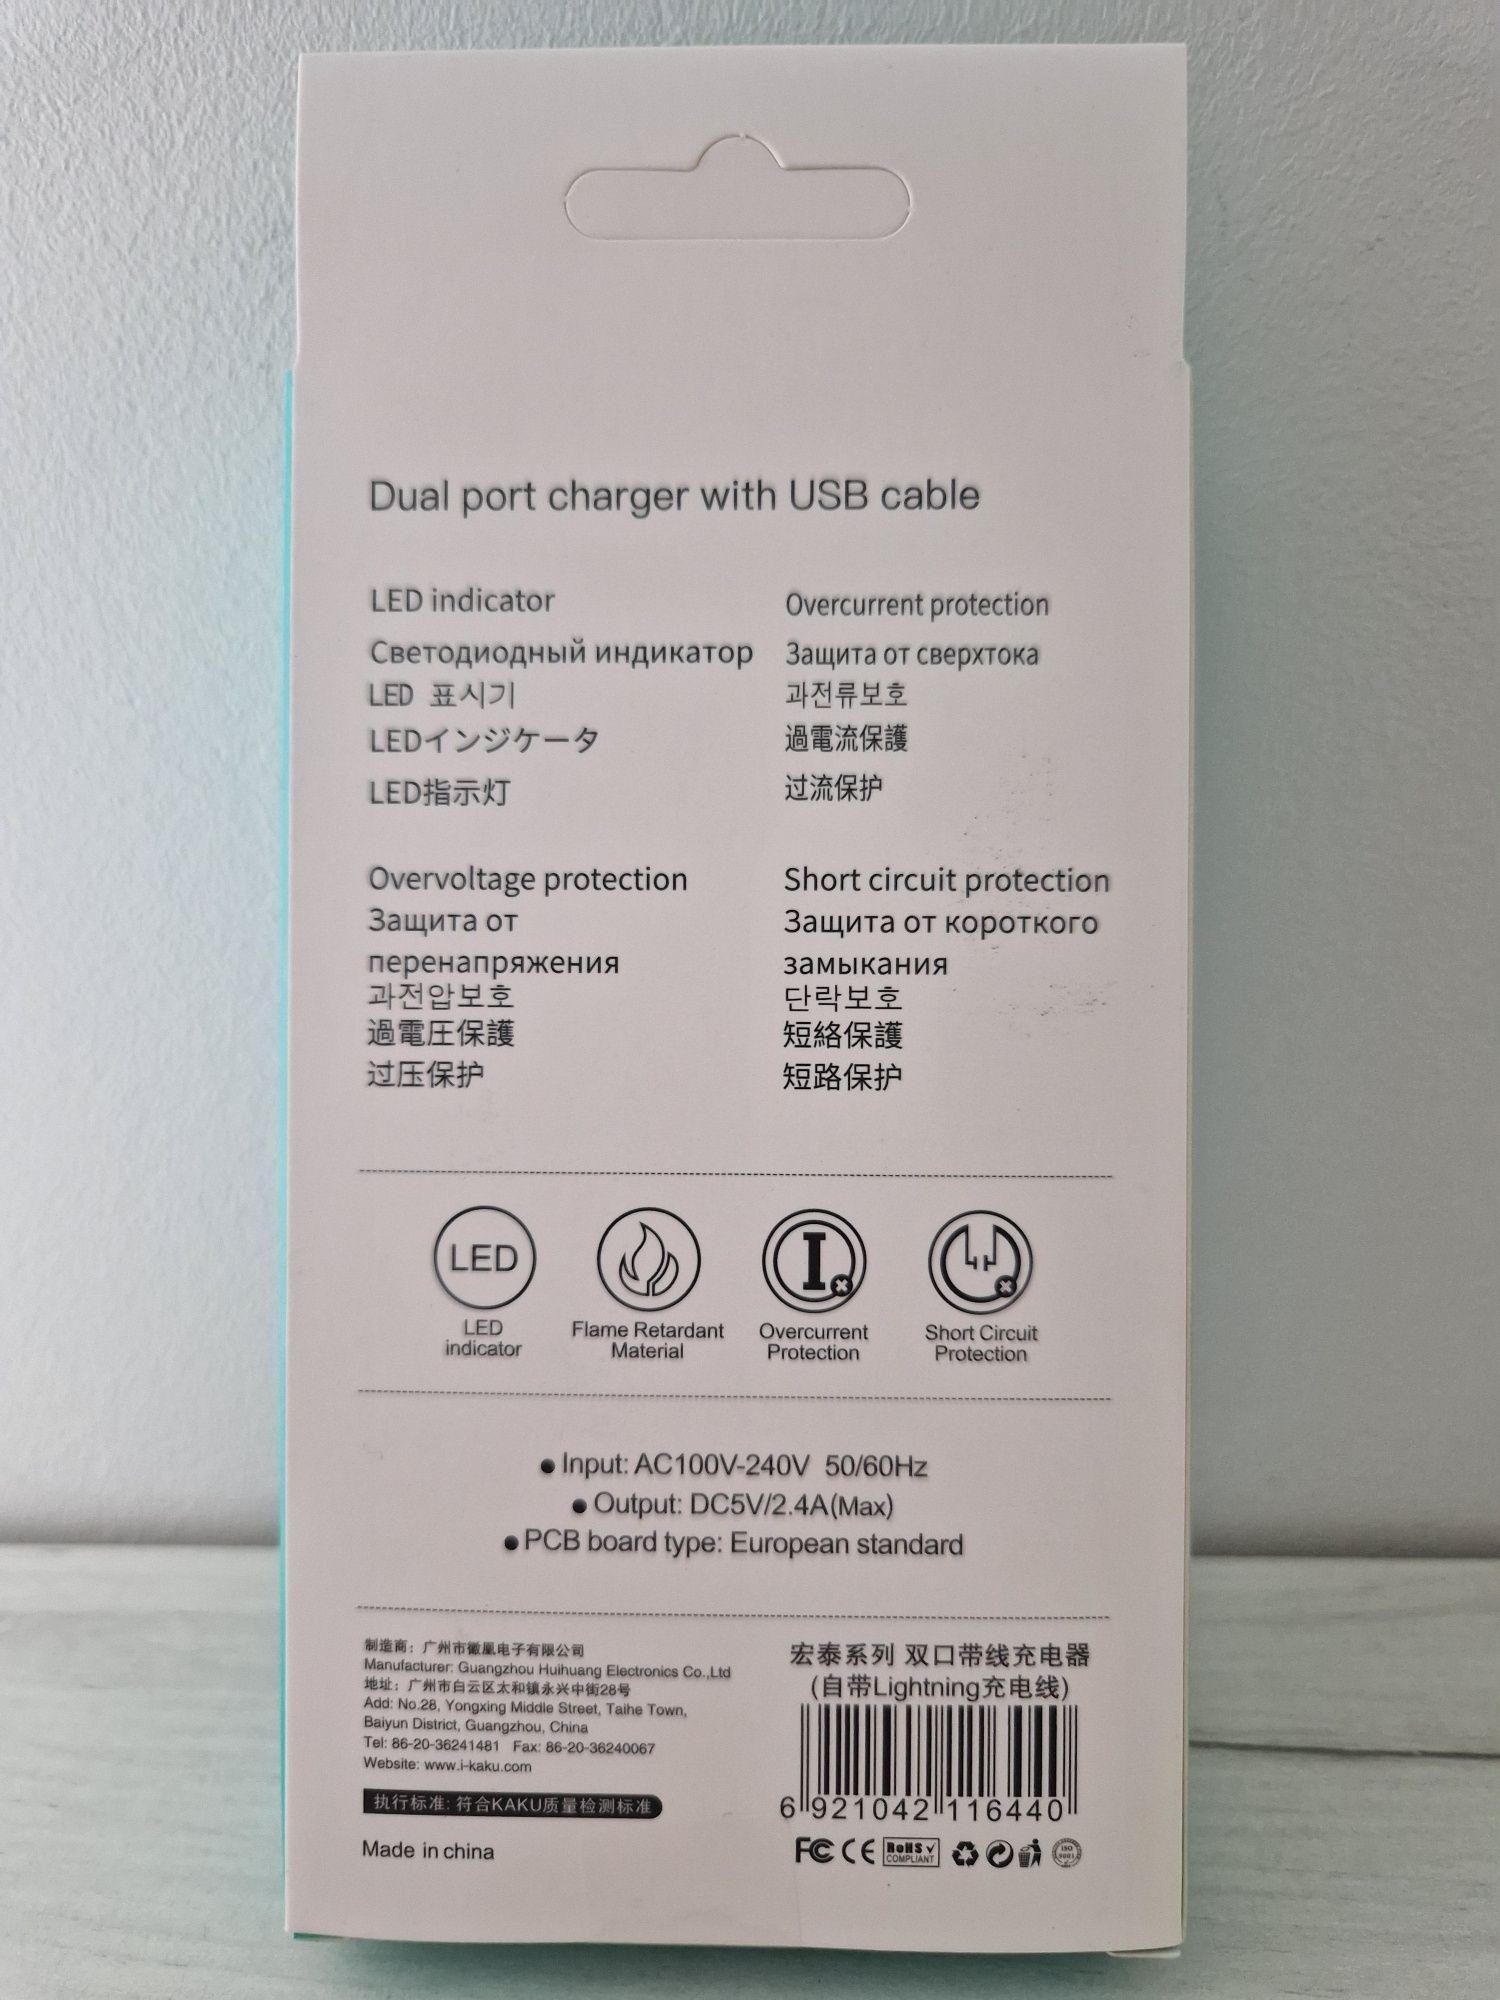 Dual port charger with USB cable
LED indicator
Светодиодный индикатор
LED 표시기
LEDインジケータ
LED指示灯
Overcurrent protection
Защита от сверхтока
과전류보호
過電流保護
过流保护
Overvoltage protection
Защита от
перенапряжения
과전압보호
過電圧保護
过压保护
Short circuit protection
Защита от короткого
замыкания
단락보호
短絡保護
短路保护
LED
LED
indicator
Flame Retardant
Material
I
Overcurrent
Protection
Short Circuit
Protection
● Input: AC100V-240V 50/60Hz
● Output: DC5V/2.4A(Max)
● PCB board type: European standard
制造商：广州市徽凰电子有限公司
Manufacturer: Guangzhou Huihuang Electronics Co.,Ltd
地址：广州市白云区太和镇永兴中街28号
Add: No.28, Yongxing Middle Street, Taihe Town,
Baiyun District, Guangzhou, China
Tel: 86-20-36241481 Fax: 86-20-36240067
Website: www.i-kaku.com
执行标准: 符合KAKU质量检测标准
Made in china
宏泰系列 双口带线充电器
(自带Lightning充电线)
6 921042 116440
FC CE RoHS √
COMPLIANT
ISO
9001